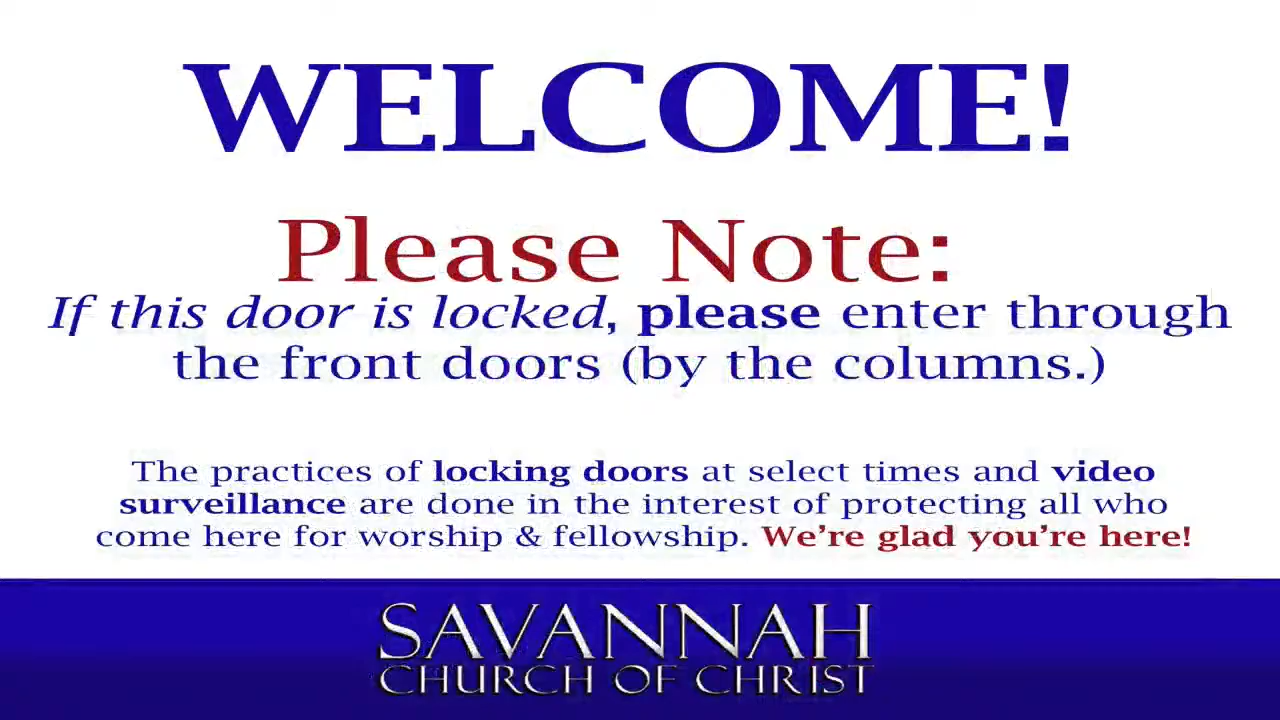 WELCOME!
Please Note:
If this door is locked, please enter through
the front doors (by the columns.)
The practices of locking doors at select times and video
surveillance are done in the interest of protecting all who
come here for worship & fellowship. We’re glad you’re here!
SAVANNAH
CHURCH OF CHRIST